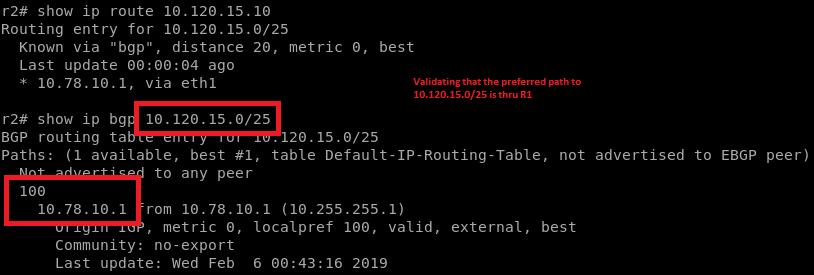 r2# show ip route 10.120.15.10
Routing entry for 10.120.15.0/25
Known via "bgp", distance 20, metric 0, best
Last update 00:00:04 ago
* 10.78.10.1, via eth1
Validating that the preferred path to
10.120.15.0/25 is thru R1
r2# show ip bgp 10.120.15.0/25
BGP routing table entry for 10.120.15.0/25
Paths: (1 available, best #1, table Default-IP-Routing-Table, not advertised to EBGP peer)
Not advertised to any peer
100
10.78.10.1 from 10.78.10.1 (10.255.255.1)
Origin IGP, metric 0, localpref 100, valid, external, best
Community: no-export
Last update: Wed Feb  6 00:43:16 2019